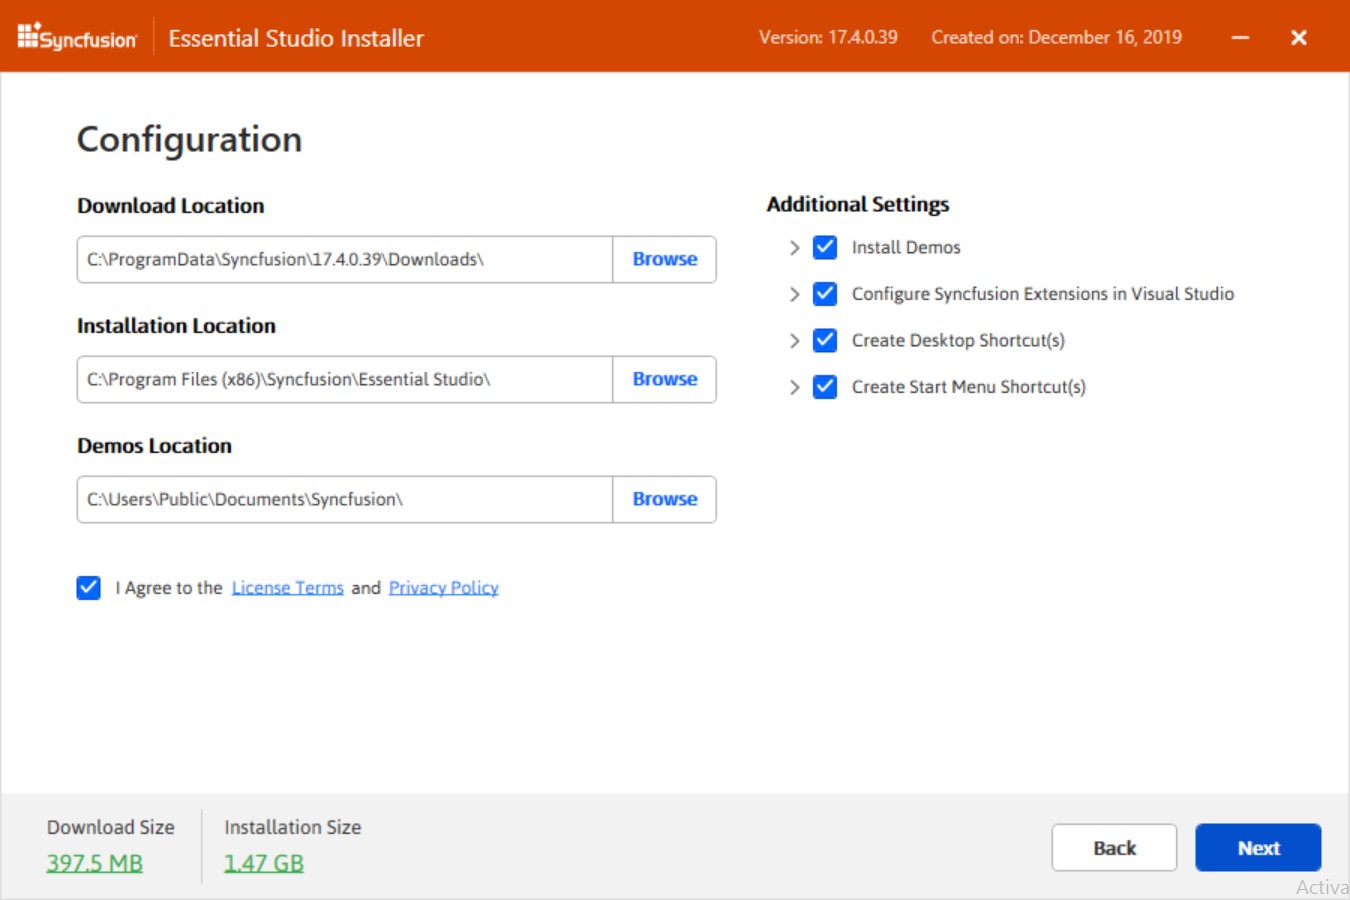 Syncfusion Essential Studio Installer Version: 17.4.0.39 Created on: December 16, 2019
Configuration
Download Location
C:\ProgramData\Syncfusion\17.4.0.39\Downloads\ Browse
Installation Location
C:\Program Files (x86)\Syncfusion\Essential Studio\ Browse
Demos Location
C:\Users\Public\Documents\Syncfusion\ Browse
I Agree to the License Terms and Privacy Policy
Additional Settings
Install Demos
Configure Syncfusion Extensions in Visual Studio
Create Desktop Shortcut(s)
Create Start Menu Shortcut(s)
Download Size
397.5 MB
Installation Size
1.47 GB
Back Next
Activa